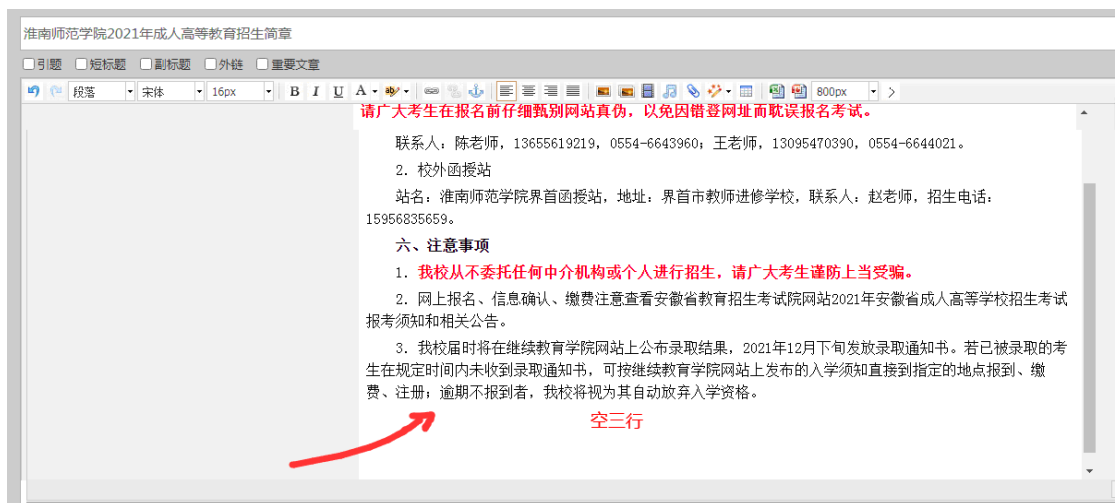 淮南师范学院2021年成人高等教育招生简章
引题 短标题 副标题 外链 重要文章
段落 宋体 16px B I U A 800px
请广大考生在报名前仔细甄别网站真伪，以免因错登网址而耽误报名考试。
联系人：陈老师，13655619219，0554-6643960；王老师，13095470390，0554-6644021。
2. 校外函授站
站名：淮南师范学院界首函授站，地址：界首市教师进修学校，联系人：赵老师，招生电话：
15956835659。
六、注意事项
1. 我校从不委托任何中介机构或个人进行招生，请广大考生谨防上当受骗。
2. 网上报名、信息确认、缴费注意查看安徽省教育招生考试院网站2021年安徽省成人高等学校招生考试
报考须知和相关公告。
3. 我校届时将在继续教育学院网站上公布录取结果，2021年12月下旬发放录取通知书。若已被录取的考
生在规定时间内未收到录取通知书，可按继续教育学院网站上发布的入学须知直接到指定的地点报到、缴
费、注册；逾期不报到者，我校将视为其自动放弃入学资格。
空三行